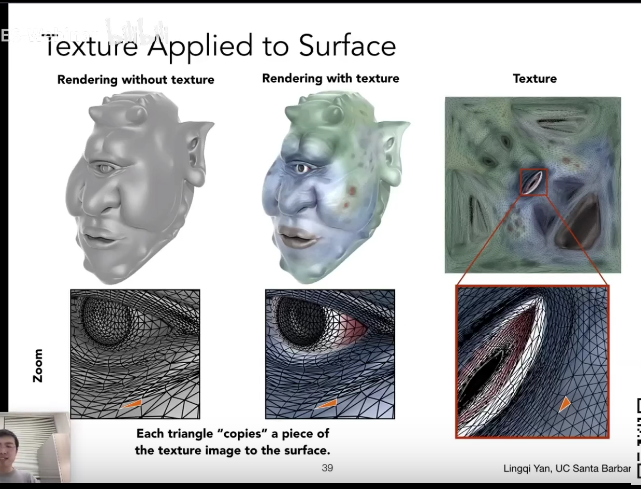 Texture Applied to Surface
Rendering without texture
Rendering with texture
Texture
Zoom
Each triangle “copies” a piece of
the texture image to the surface.
39
Lingqi Yan, UC Santa Barbar